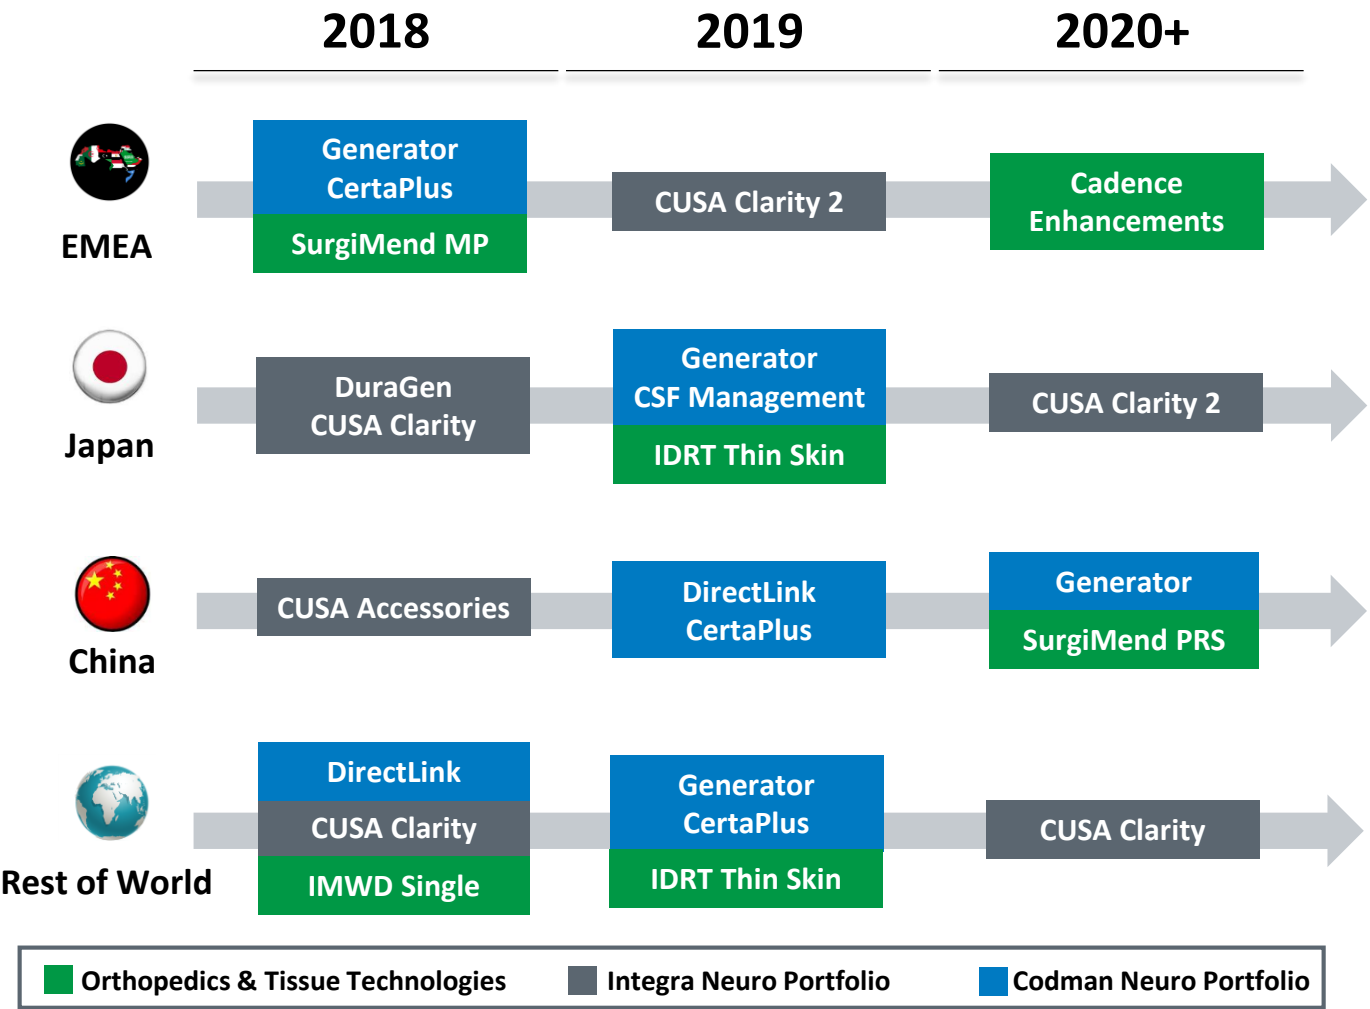 2018
2019
2020+
EMEA
Generator
CertaPlus
SurgiMend MP
CUSA Clarity 2
Cadence
Enhancements
Japan
DuraGen
CUSA Clarity
Generator
CSF Management
IDRT Thin Skin
CUSA Clarity 2
China
CUSA Accessories
DirectLink
CertaPlus
Generator
SurgiMend PRS
Rest of World
DirectLink
CUSA Clarity
IMWD Single
Generator
CertaPlus
IDRT Thin Skin
CUSA Clarity
Orthopedics & Tissue Technologies
Integra Neuro Portfolio
Codman Neuro Portfolio